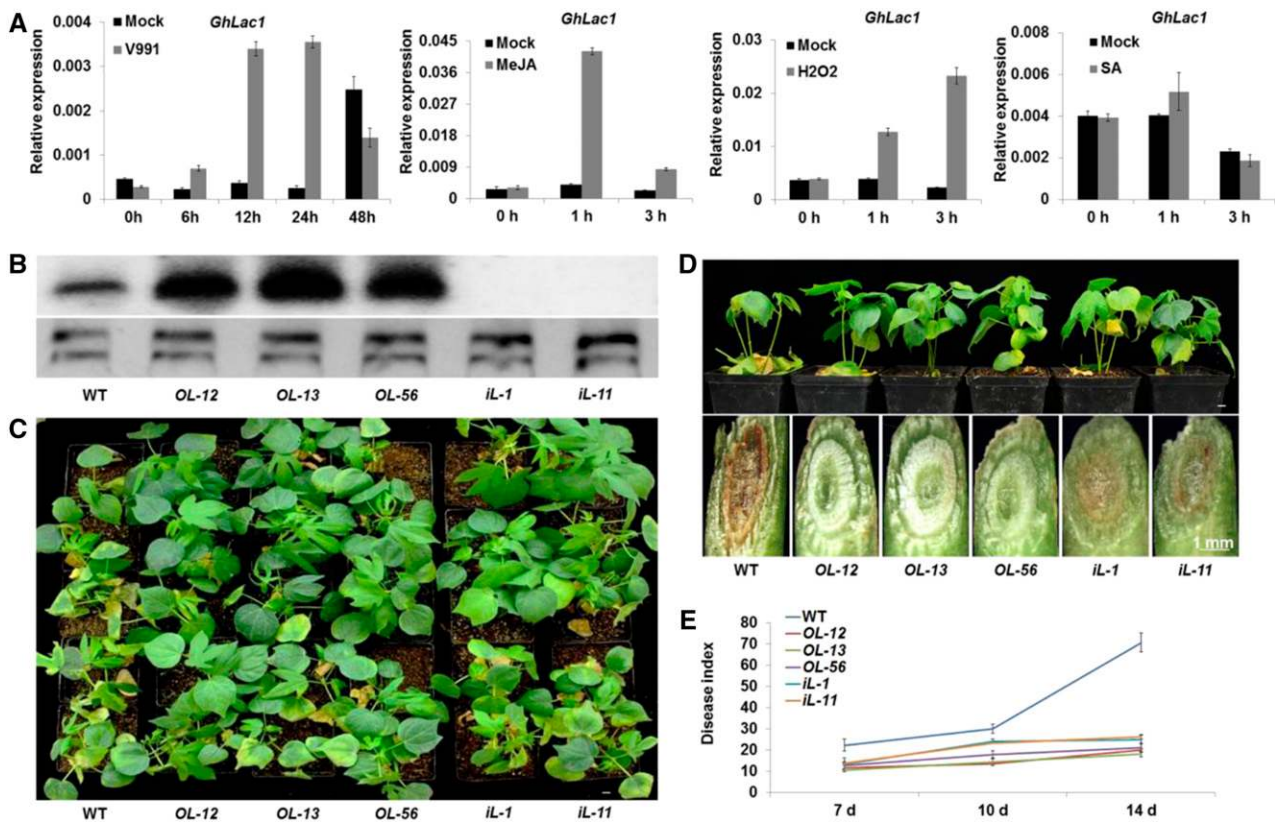 A
GhLac1
Relative expression
0.004
0.003
0.002
0.001
0
Mock
V991
0h
6h
12h
24h
48h
GhLac1
Relative expression
0.045
0.036
0.027
0.018
0.009
0
Mock
MeJA
0 h
1 h
3 h
GhLac1
Relative expression
0.03
0.02
0.01
0
Mock
H2O2
0 h
1 h
3 h
GhLac1
Relative expression
0.008
0.006
0.004
0.002
0
Mock
SA
0 h
1 h
3 h
B
WT OL-12 OL-13 OL-56 iL-1 iL-11
C
WT OL-12 OL-13 OL-56 iL-1 iL-11
D
1 mm
WT OL-12 OL-13 OL-56 iL-1 iL-11
E
Disease index
80
70
60
50
40
30
20
10
0
WT
OL-12
OL-13
OL-56
iL-1
iL-11
7 d
10 d
14 d